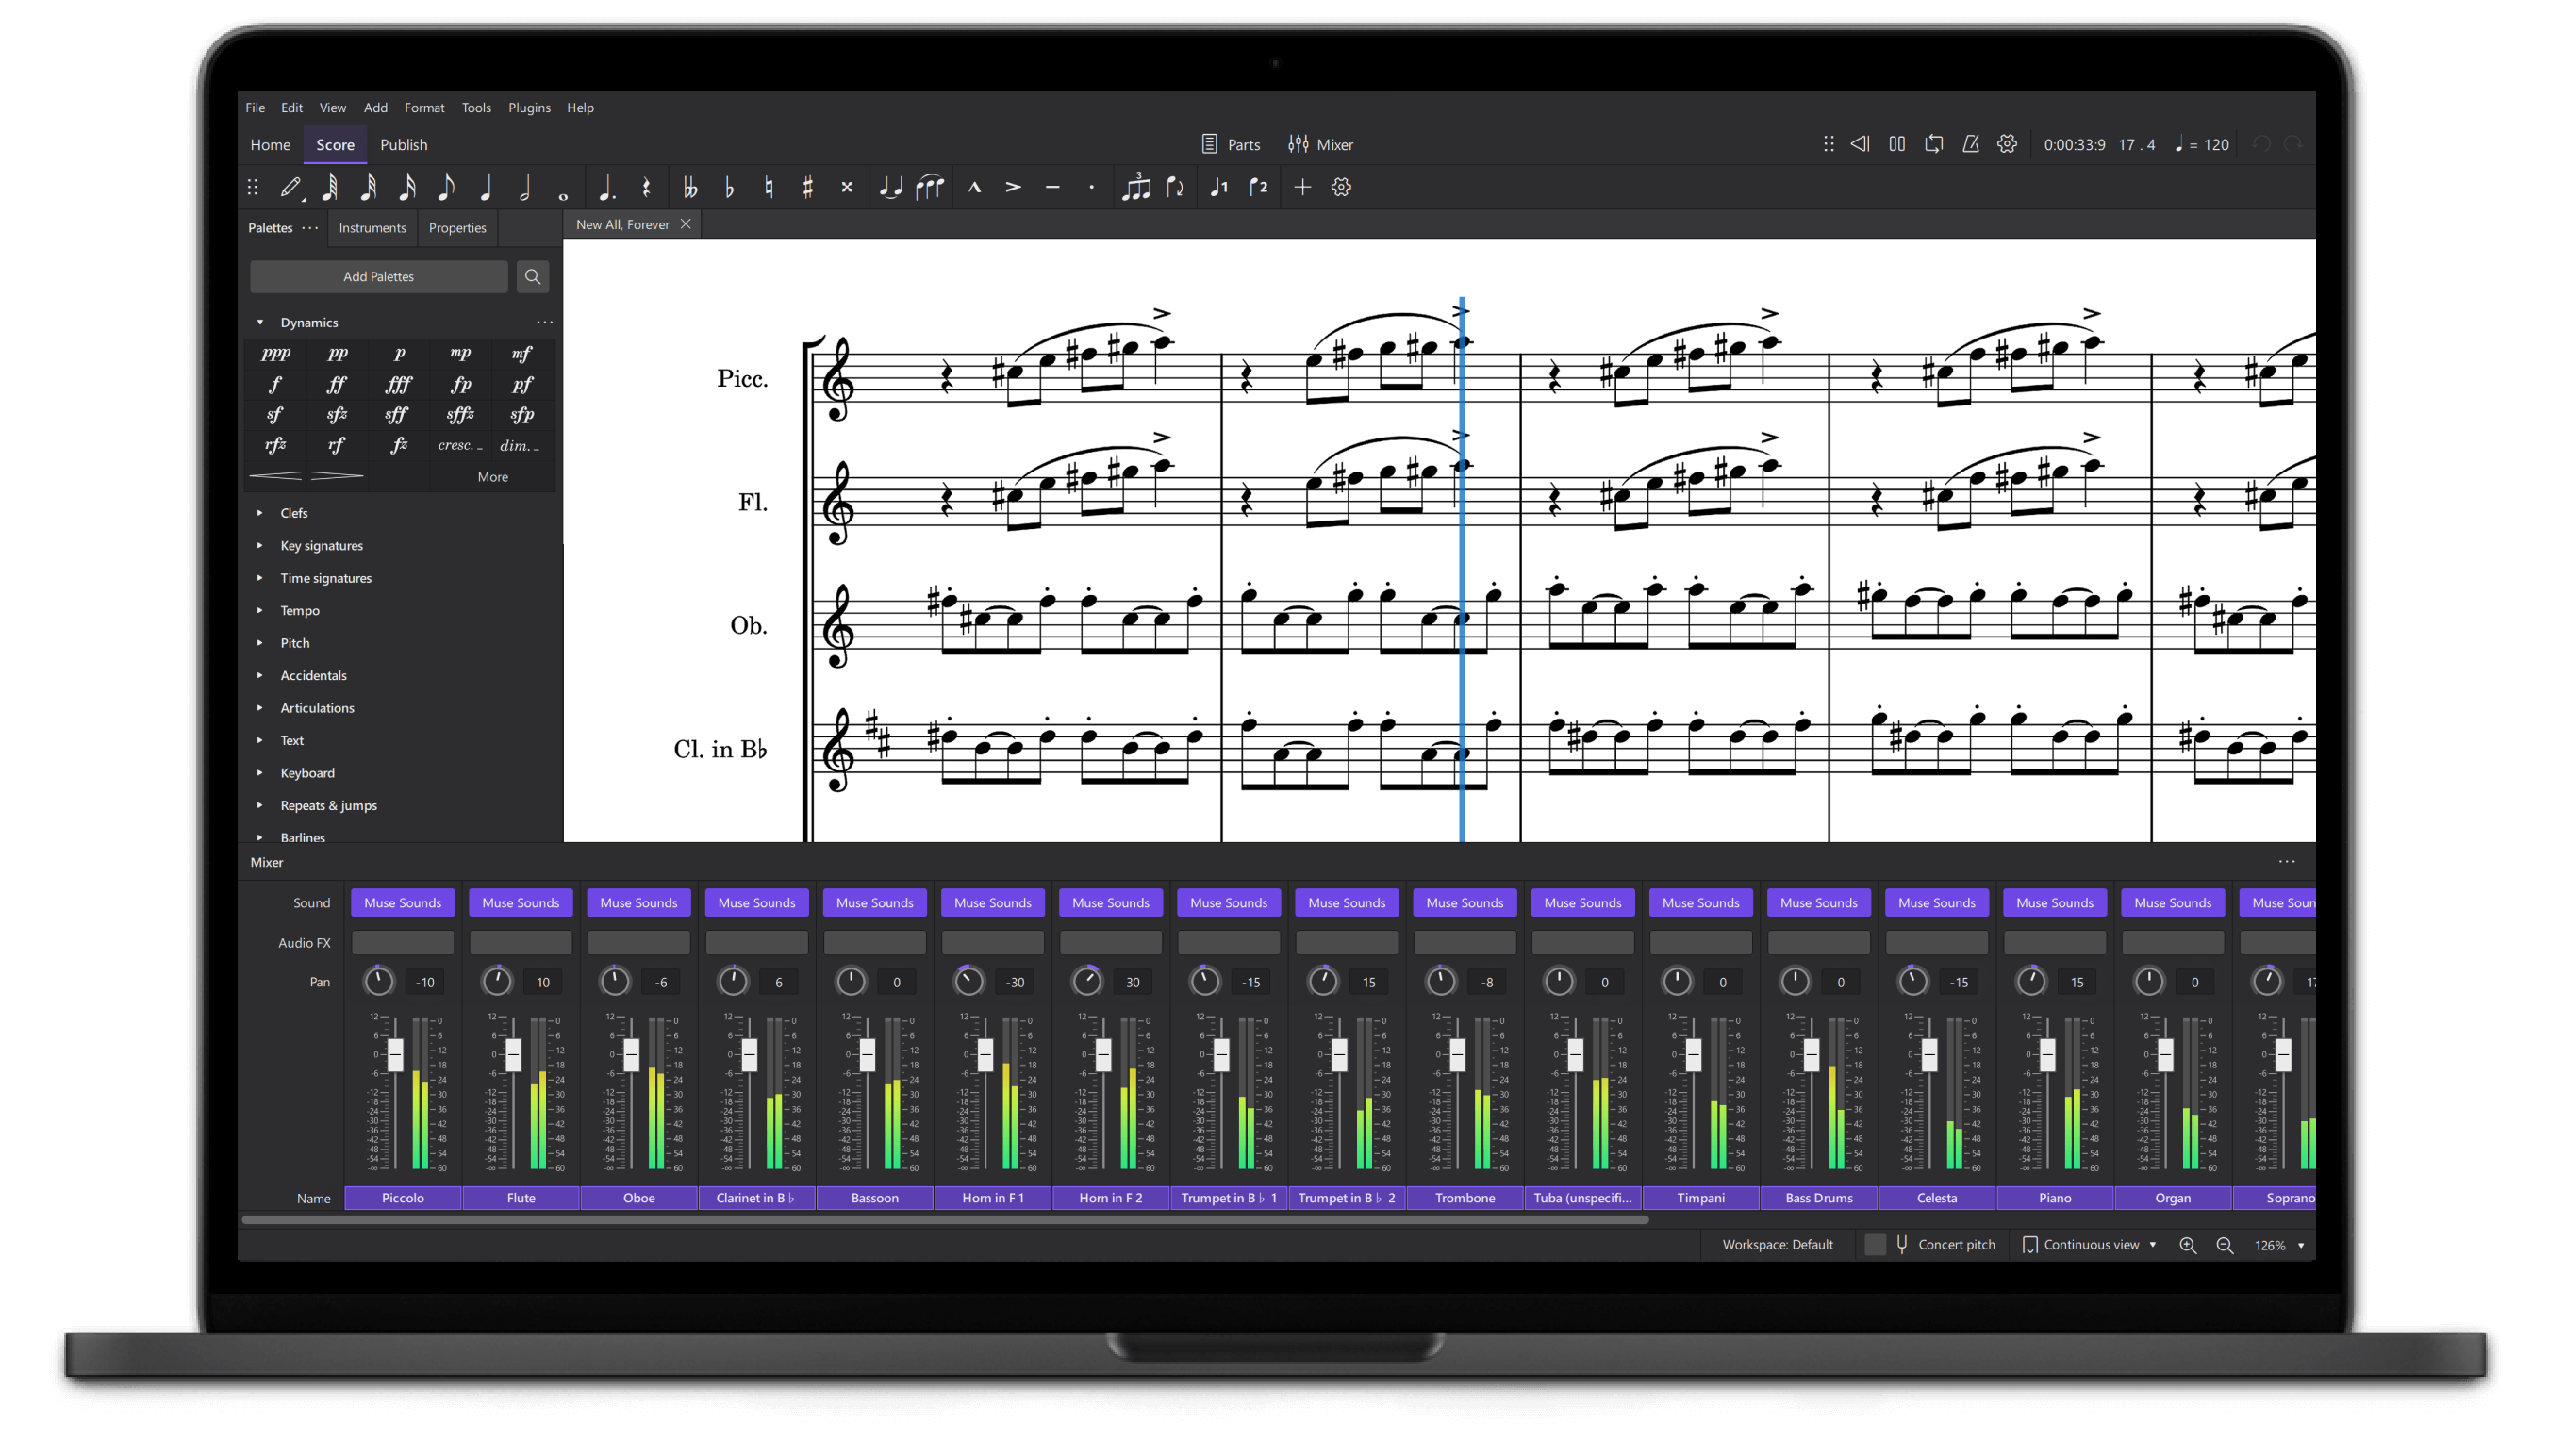 File Edit View Add Format Tools Plugins Help
Home Score Publish Parts Mixer 0:00:33:9 17 . 4 ♩ = 120
3 1 2
Palettes ··· Instruments Properties New All, Forever
Add Palettes
Dynamics ···
ppp pp p mp mf
f ff fff fp pf
sf sfz sff sffz sfp
rfz rf fz cresc. _ dim. _
More
Clefs
Key signatures
Time signatures
Tempo
Pitch
Accidentals
Articulations
Text
Keyboard
Repeats & jumps
Barlines
Picc.
Fl.
Ob.
Cl. in B♭
Mixer ···
Sound Muse Sounds Muse Sounds Muse Sounds Muse Sounds Muse Sounds Muse Sounds Muse Sounds Muse Sounds Muse Sounds Muse Sounds Muse Sounds Muse Sounds Muse Sounds Muse Sounds Muse Sounds Muse Sounds Muse Soun
Audio FX
Pan -10 10 -6 6 0 -30 30 -15 15 -8 0 0 0 -15 15 0 17
Name Piccolo Flute Oboe Clarinet in B♭ Bassoon Horn in F 1 Horn in F 2 Trumpet in B♭ 1 Trumpet in B♭ 2 Trombone Tuba (unspecifi... Timpani Bass Drums Celesta Piano Organ Soprano
Workspace: Default Concert pitch Continuous view 126%